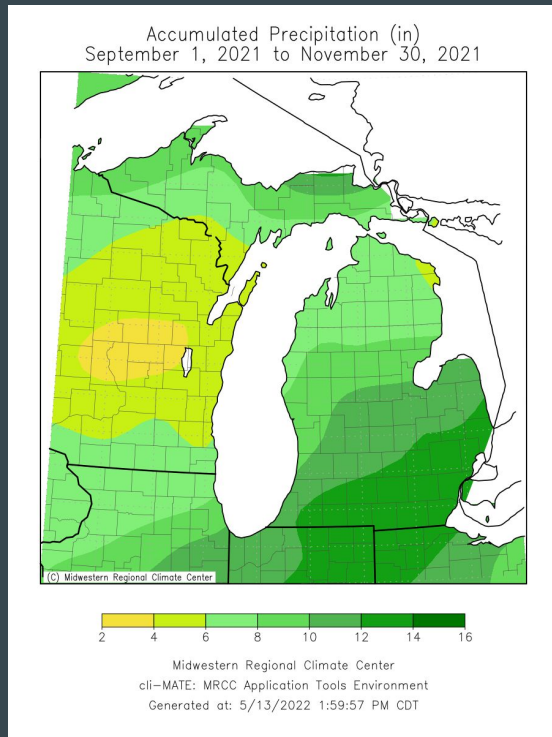 Accumulated Precipitation (in)
September 1, 2021 to November 30, 2021
(C) Midwestern Regional Climate Center
2 4 6 8 10 12 14 16
Midwestern Regional Climate Center
cli-MATE: MRCC Application Tools Environment
Generated at: 5/13/2022 1:59:57 PM CDT